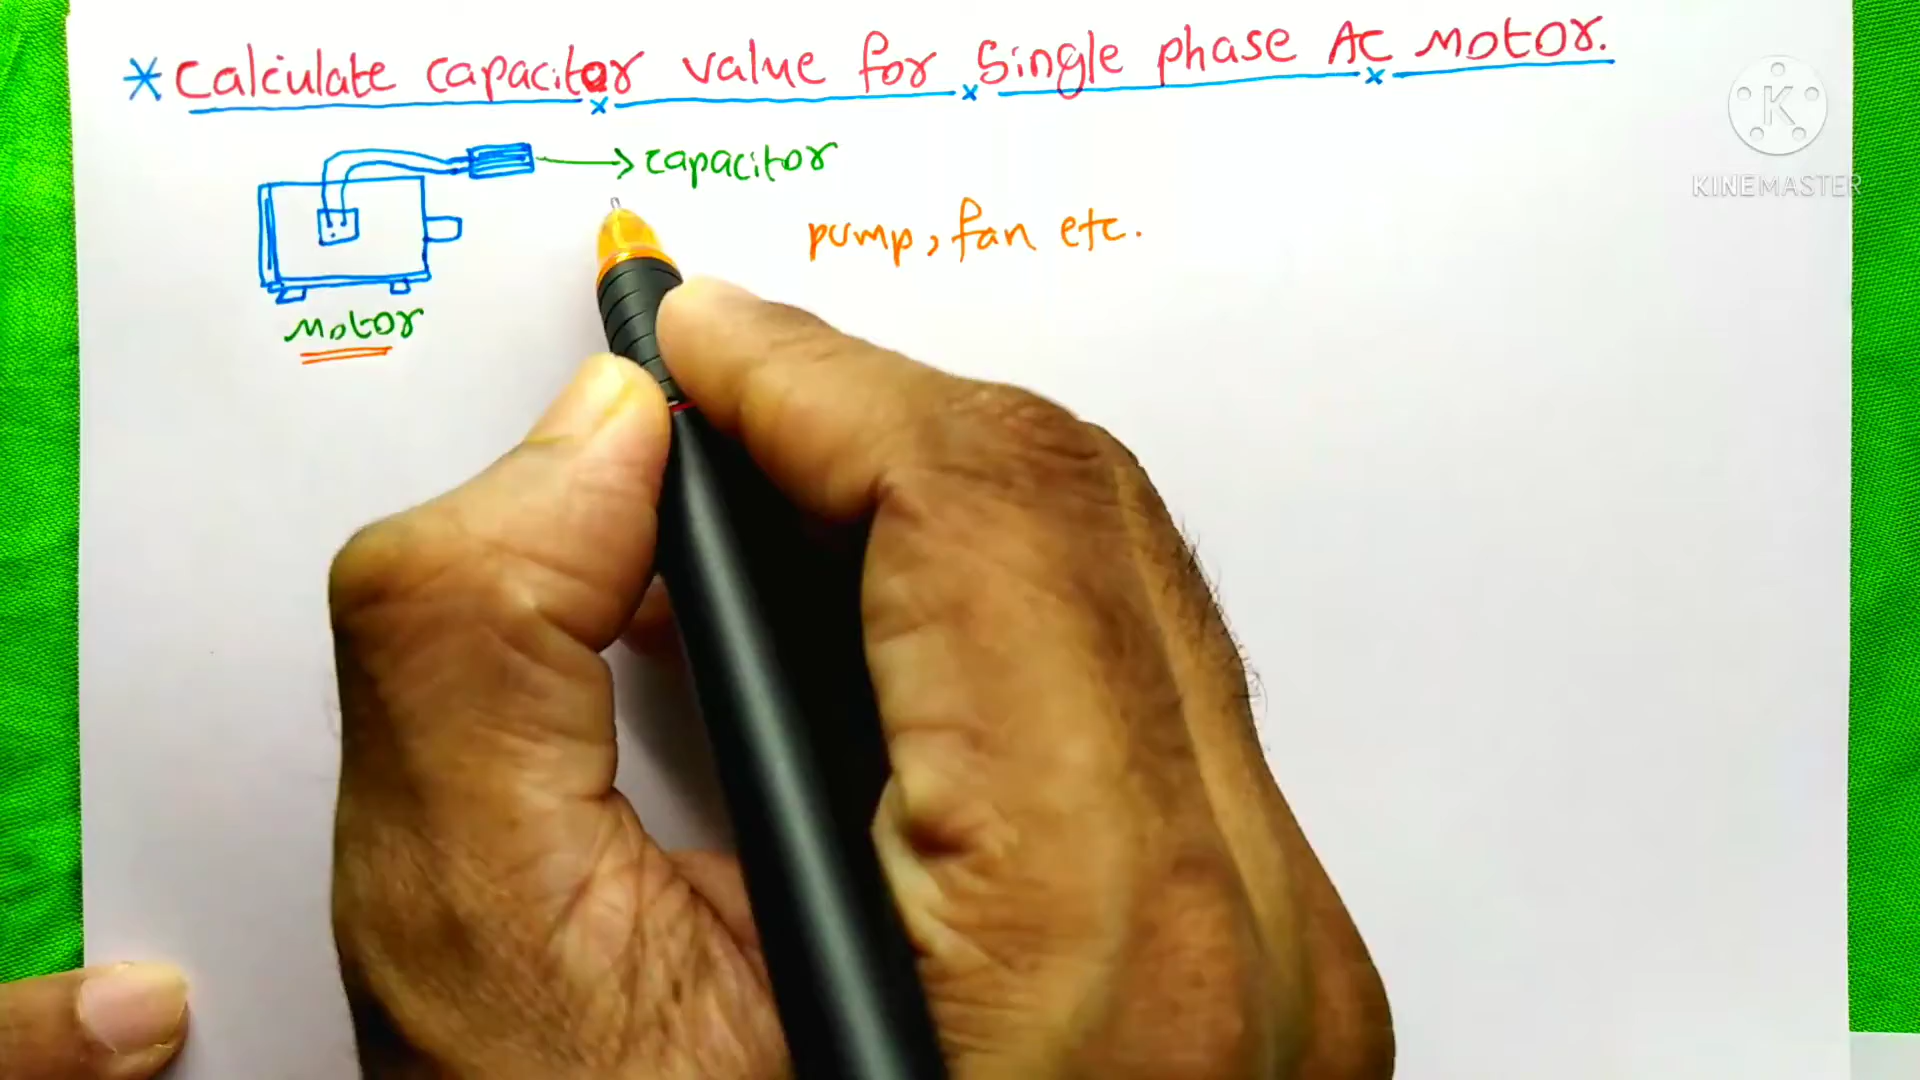 * Calculate capacitor value for Single phase AC Motor.
capacitor
pump, fan etc.
Motor
K
KINEMASTER